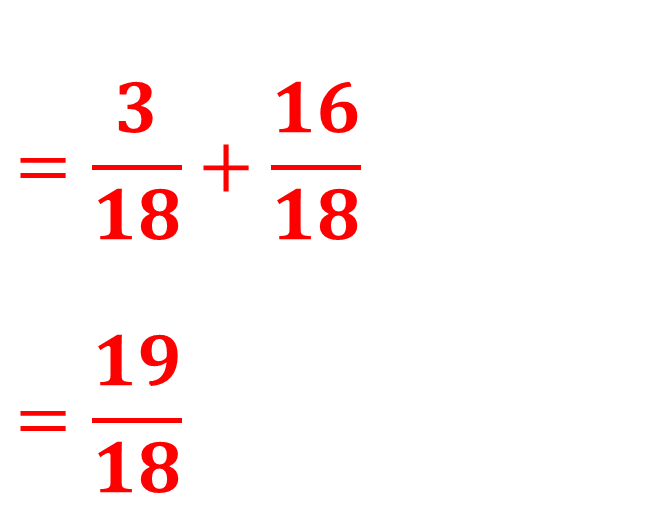 = 3/18 + 16/18
= 19/18